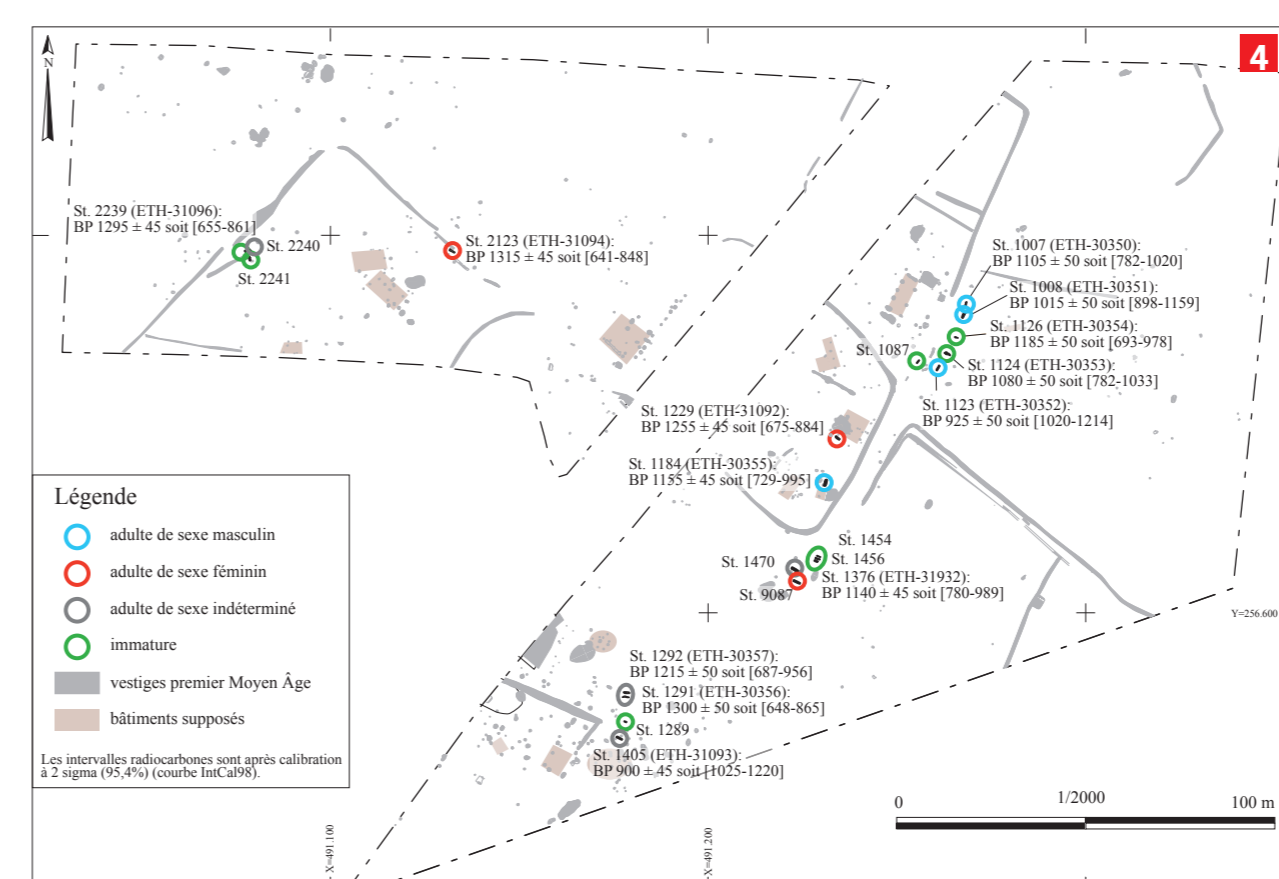 4
N
St. 2239 (ETH-31096):
BP 1295 ± 45 soit [655-861]
St. 2240
St. 2241
St. 2123 (ETH-31094):
BP 1315 ± 45 soit [641-848]
St. 1007 (ETH-30350):
BP 1105 ± 50 soit [782-1020]
St. 1008 (ETH-30351):
BP 1015 ± 50 soit [898-1159]
St. 1126 (ETH-30354):
BP 1185 ± 50 soit [693-978]
St. 1087
St. 1124 (ETH-30353):
BP 1080 ± 50 soit [782-1033]
St. 1123 (ETH-30352):
BP 925 ± 50 soit [1020-1214]
St. 1229 (ETH-31092):
BP 1255 ± 45 soit [675-884]
St. 1184 (ETH-30355):
BP 1155 ± 45 soit [729-995]
St. 1454
St. 1456
St. 1470
St. 1376 (ETH-31932):
BP 1140 ± 45 soit [780-989]
St. 9087
Y=256.600
St. 1292 (ETH-30357):
BP 1215 ± 50 soit [687-956]
St. 1291 (ETH-30356):
BP 1300 ± 50 soit [648-865]
St. 1289
St. 1405 (ETH-31093):
BP 900 ± 45 soit [1025-1220]
Légende
adulte de sexe masculin
adulte de sexe féminin
adulte de sexe indéterminé
immature
vestiges premier Moyen Âge
bâtiments supposés
Les intervalles radiocarbones sont après calibration
à 2 sigma (95,4%) (courbe IntCal98).
X=491.100
X=491.200
0
1/2000
100 m